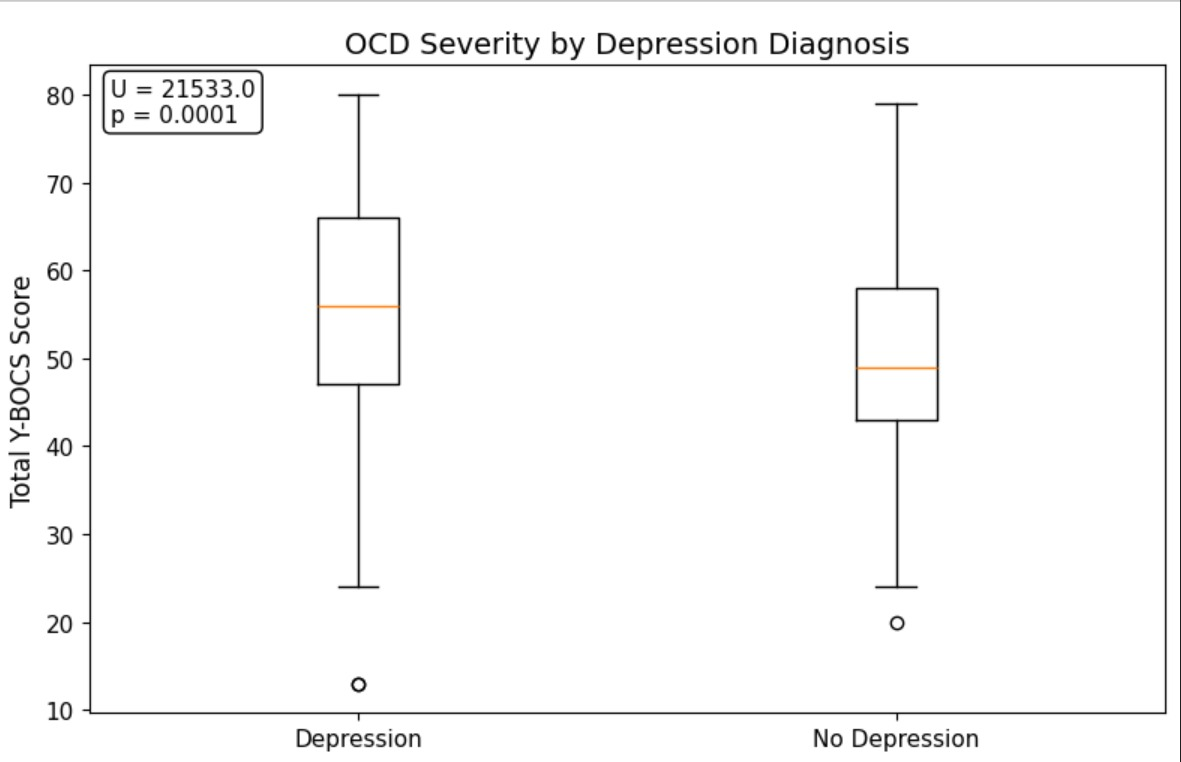 OCD Severity by Depression Diagnosis
U = 21533.0
p = 0.0001
Total Y-BOCS Score
80
70
60
50
40
30
20
10
Depression
No Depression